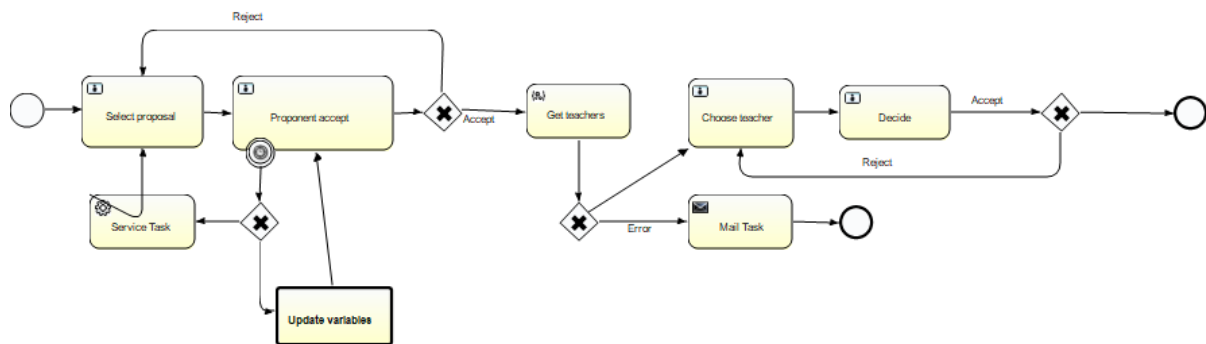 Reject
Select proposal
Proponent accept
Accept
Get teachers
Choose teacher
Decide
Accept
Reject
Service Task
Error
Mail Task
Update variables